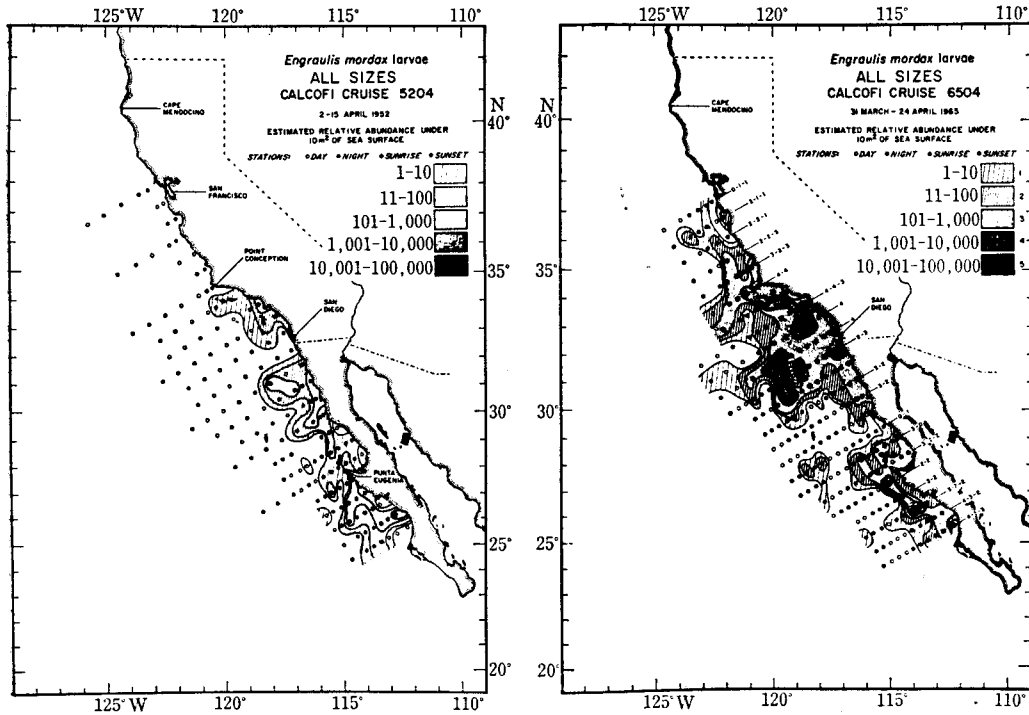 125° W 120° 115° 110°
Engraulis mordax larvae
ALL SIZES
CALCOFI CRUISE 5204
2-15 APRIL 1952
ESTIMATED RELATIVE ABUNDANCE UNDER
10m² OF SEA SURFACE
STATIONS: DAY NIGHT SUNRISE SUNSET
1-10
11-100
101-1,000
1,001-10,000
10,001-100,000
CAPE
MENDOCINO
SAN
FRANCISCO
POINT
CONCEPTION
SAN
DIEGO
PUNTA
EUGENIA
N
40°
35°
30°
25°
20°
125° W 120° 115° 110°
125° W 120° 115° 110°
Engraulis mordax larvae
ALL SIZES
CALCOFI CRUISE 6504
31 MARCH - 24 APRIL 1965
ESTIMATED RELATIVE ABUNDANCE UNDER
10m² OF SEA SURFACE
STATIONS: DAY NIGHT SUNRISE SUNSET
1-10 1
11-100 2
101-1,000 3
1,001-10,000 4
10,001-100,000 5
CAPE
MENDOCINO
SAN
DIEGO
N
40°
35°
30°
25°
20°
125° W 120° 115° 110°